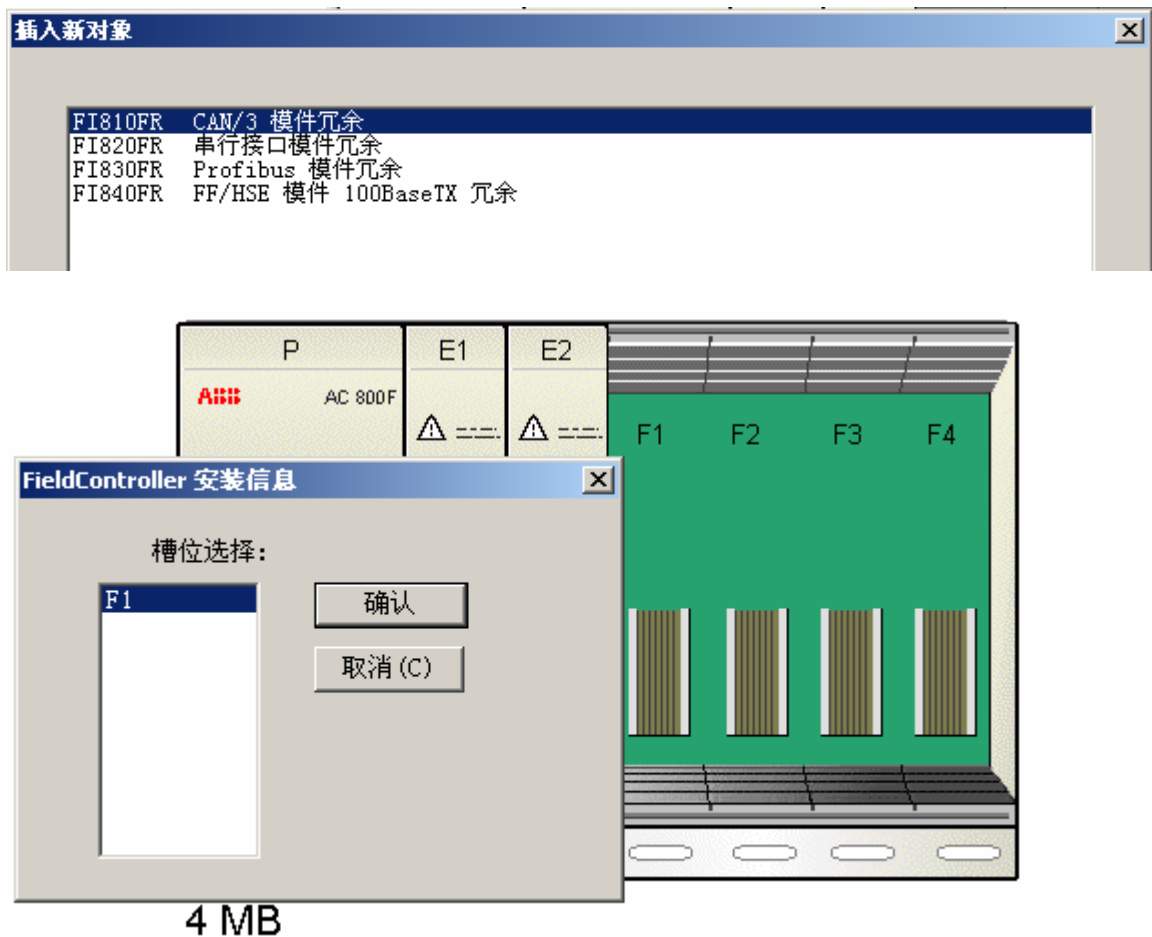 插入新对象
FI810FR CAN/3 模件冗余
FI820FR 串行接口模件冗余
FI830FR Profibus 模件冗余
FI840FR FF/HSE 模件 100BaseTX 冗余
P E1 E2
ABB AC 800F
F1 F2 F3 F4
FieldController 安装信息
槽位选择:
F1
确认
取消(C)
4 MB